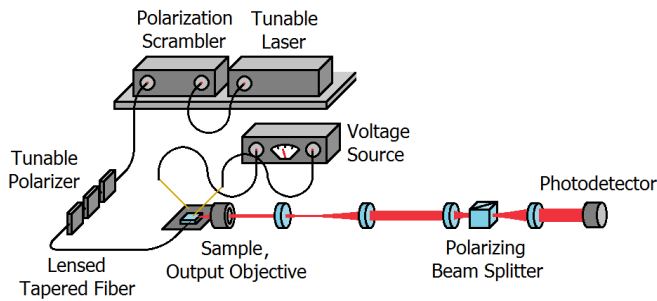 Polarization
Scrambler
Tunable
Laser
Voltage
Source
Tunable
Polarizer
Photodetector
Lensed
Tapered Fiber
Sample,
Output Objective
Polarizing
Beam Splitter